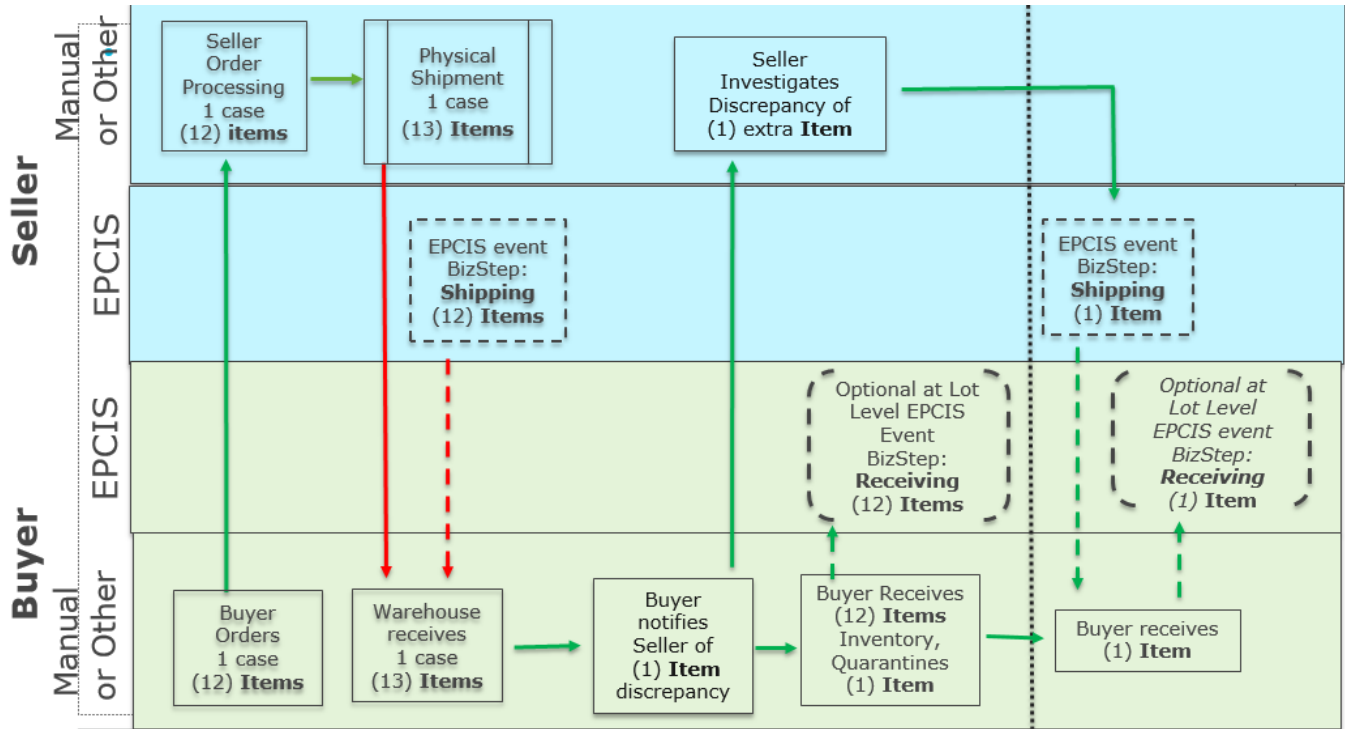 Seller
Manual
or Other
EPCIS
Seller
Order
Processing
1 case
(12) items
Physical
Shipment
1 case
(13) Items
Seller
Investigates
Discrepancy of
(1) extra Item
EPCIS event
BizStep:
Shipping
(12) Items
EPCIS event
BizStep:
Shipping
(1) Item
Buyer
EPCIS
Manual
or Other
Optional at Lot
Level EPCIS
Event
BizStep:
Receiving
(12) Items
Optional at
Lot Level
EPCIS event
BizStep:
Receiving
(1) Item
Buyer
Orders
1 case
(12) Items
Warehouse
receives
1 case
(13) Items
Buyer
notifies
Seller of
(1) Item
discrepancy
Buyer Receives
(12) Items
Inventory,
Quarantines
(1) Item
Buyer receives
(1) Item